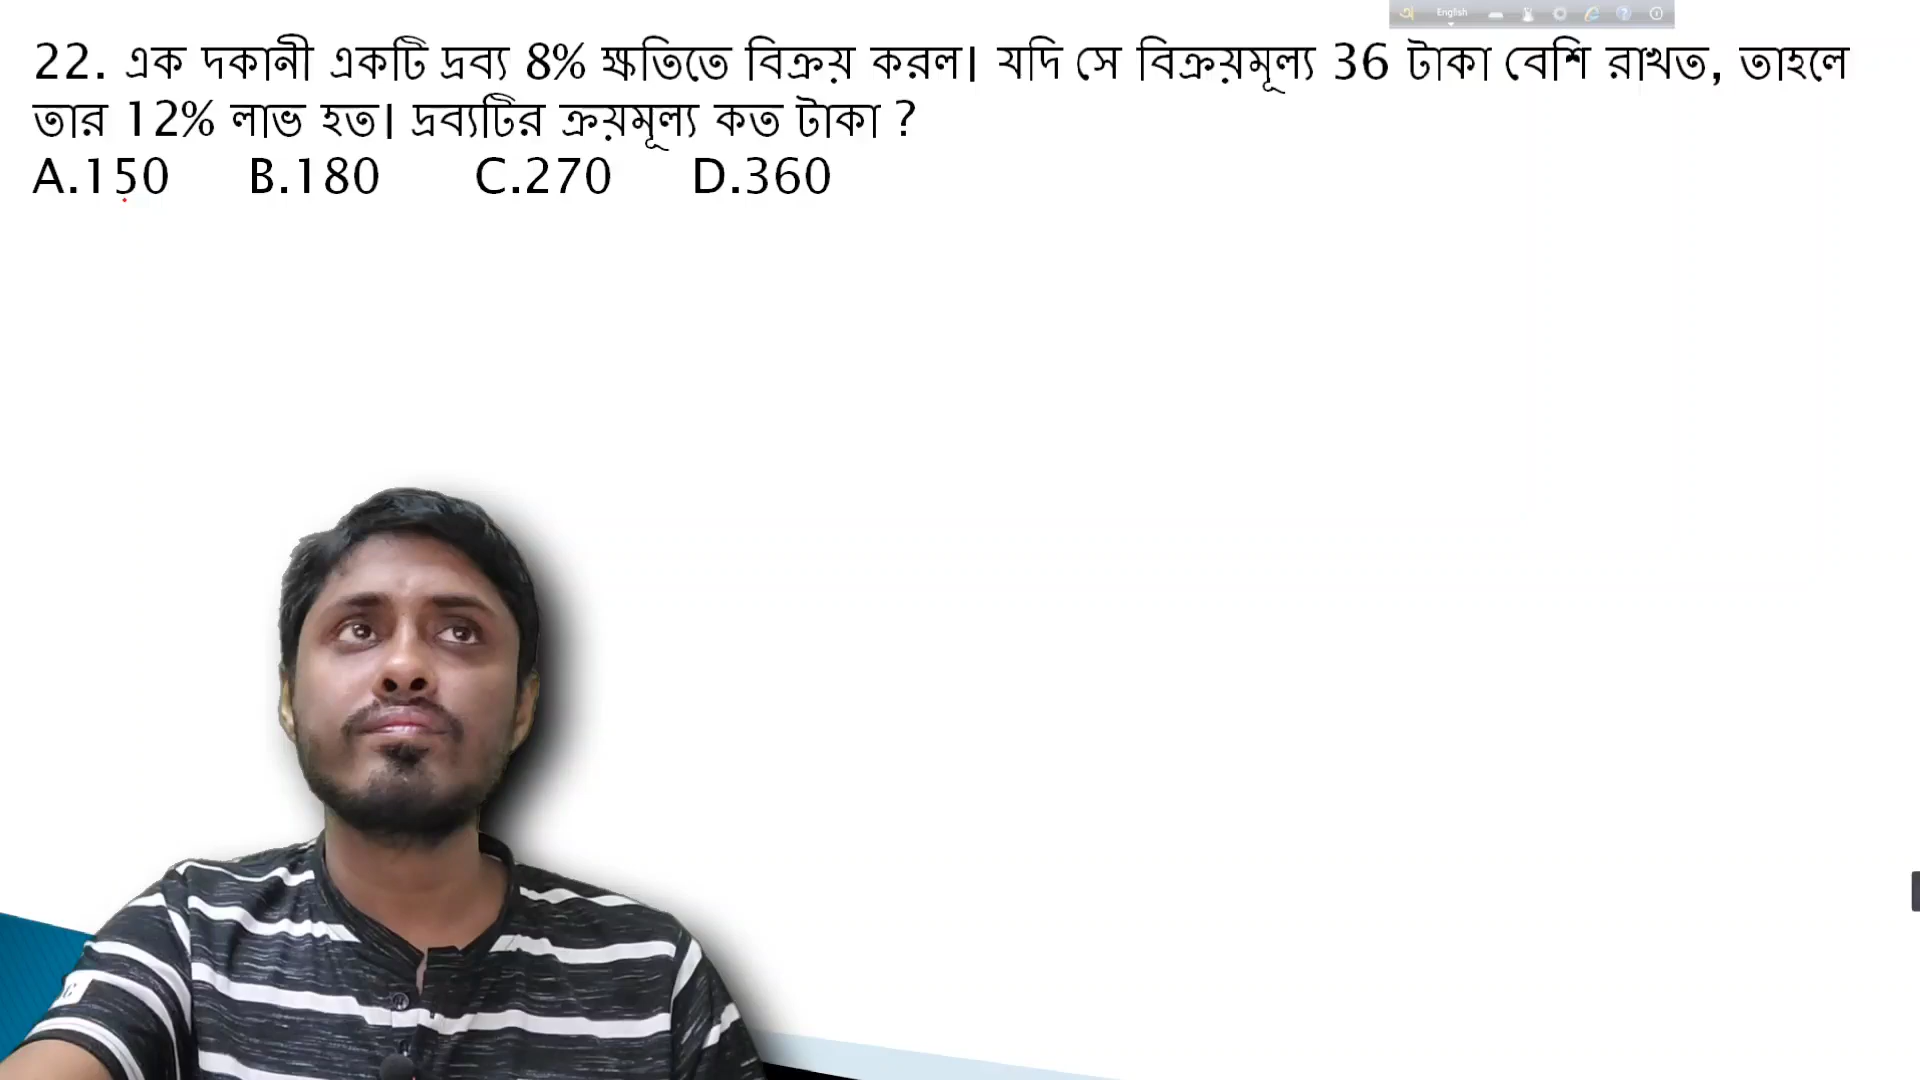 English
22. এক দকানী একটি দ্রব্য 8% ক্ষতিতে বিক্রয় করল। যদি সে বিক্রয়মূল্য 36 টাকা বেশি রাখত, তাহলে
তার 12% লাভ হত। দ্রব্যটির ক্রয়মূল্য কত টাকা ?
A.150 B.180 C.270 D.360